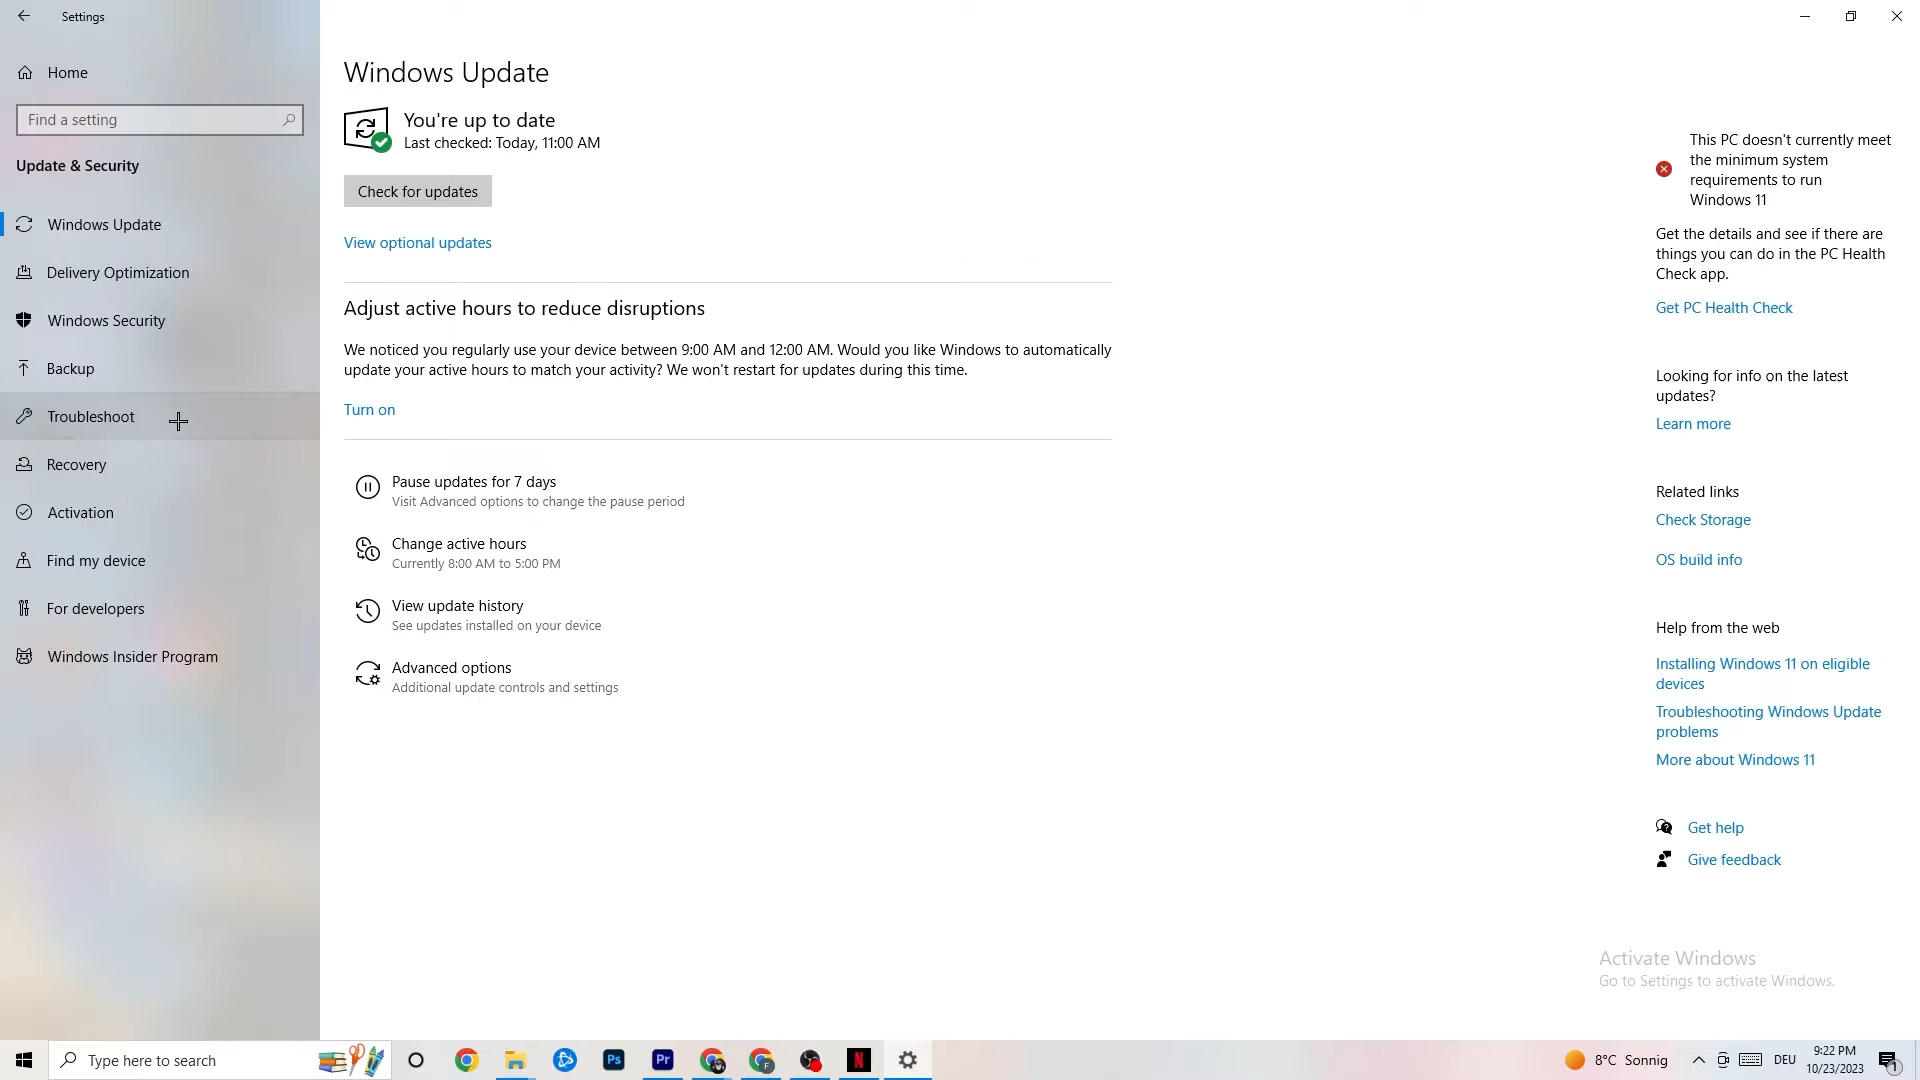 Settings
Home
Find a setting
Update & Security
Windows Update
Delivery Optimization
Windows Security
Backup
Troubleshoot
Recovery
Activation
Find my device
For developers
Windows Insider Program
Windows Update
You're up to date
Last checked: Today, 11:00 AM
Check for updates
View optional updates
Adjust active hours to reduce disruptions
We noticed you regularly use your device between 9:00 AM and 12:00 AM. Would you like Windows to automatically
update your active hours to match your activity? We won't restart for updates during this time.
Turn on
Pause updates for 7 days
Visit Advanced options to change the pause period
Change active hours
Currently 8:00 AM to 5:00 PM
View update history
See updates installed on your device
Advanced options
Additional update controls and settings
This PC doesn't currently meet
the minimum system
requirements to run
Windows 11
Get the details and see if there are
things you can do in the PC Health
Check app.
Get PC Health Check
Looking for info on the latest
updates?
Learn more
Related links
Check Storage
OS build info
Help from the web
Installing Windows 11 on eligible
devices
Troubleshooting Windows Update
problems
More about Windows 11
Get help
Give feedback
Activate Windows
Go to Settings to activate Windows.
Type here to search
Ps
Pr
F
N
8°C Sonnig
DEU
9:22 PM
10/23/2023
1